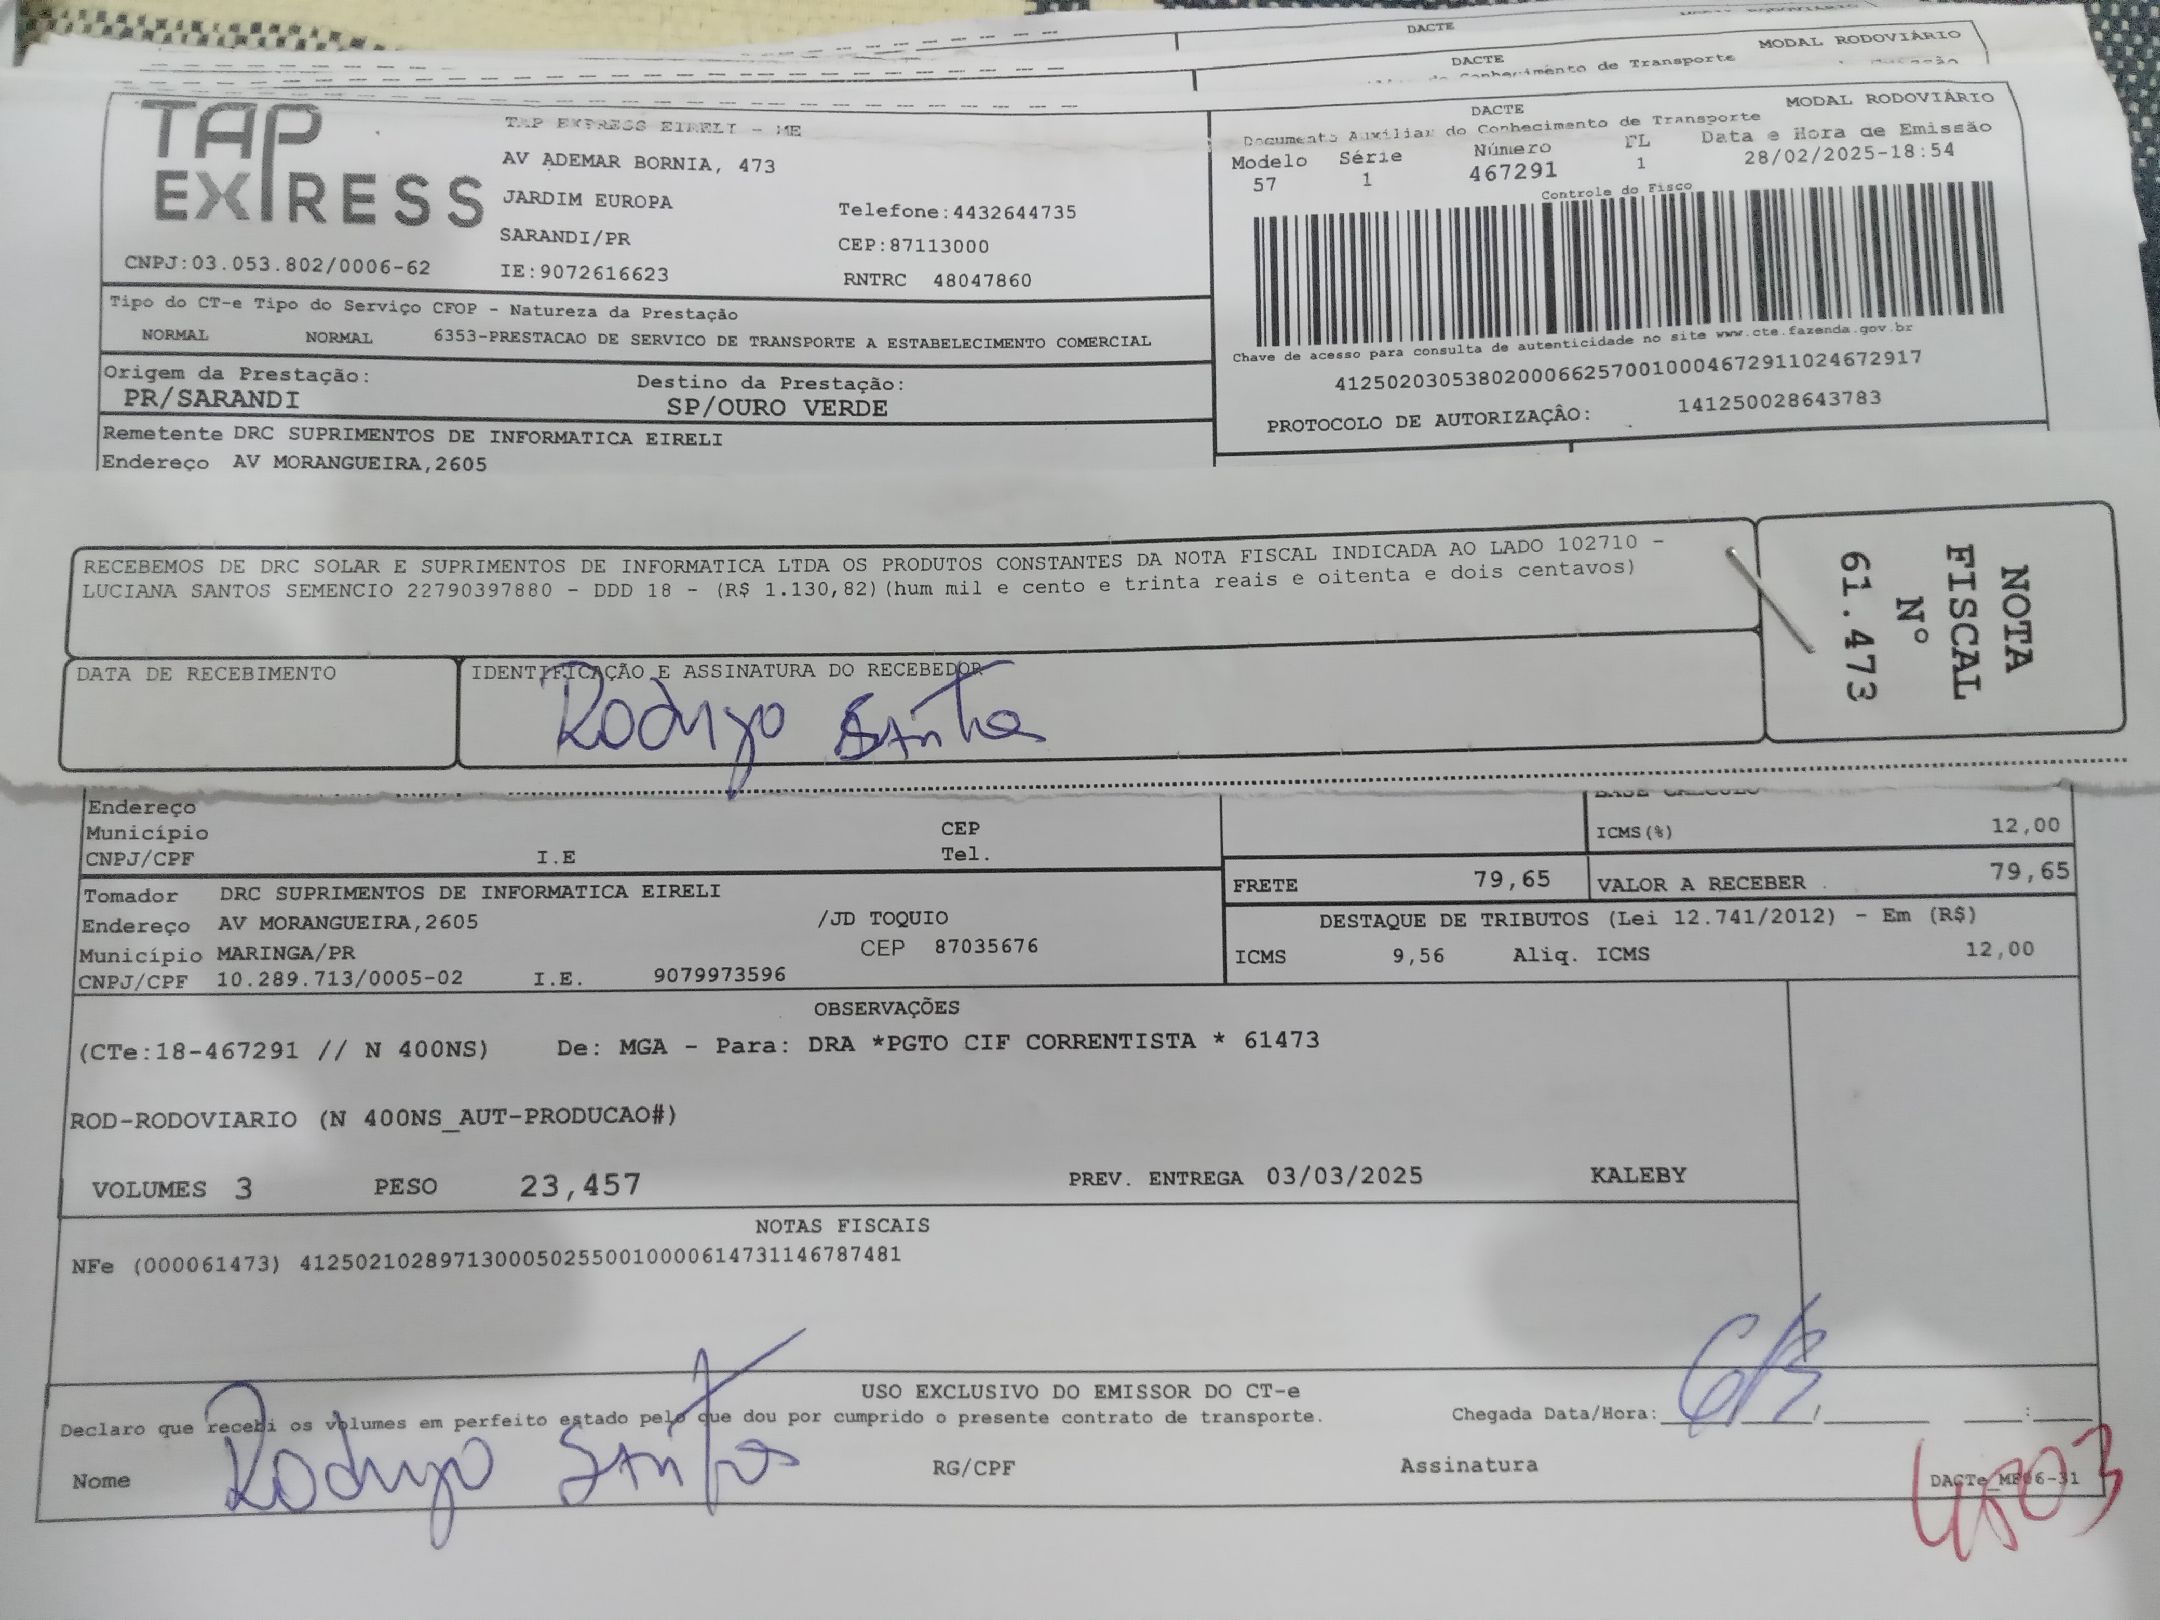 DACTE
DACTE
MODAL RODOVIÁRIO
Conhecimento de Transporte
TAP EXPRESS
TAP EXPRESS EIRELI - ME
AV ADEMAR BORNIA, 473
JARDIM EUROPA
Telefone:4432644735
SARANDI/PR
CEP:87113000
CNPJ:03.053.802/0006-62
IE:9072616623
RNTRC 48047860
DACTE
MODAL RODOVIÁRIO
Documento Auxiliar do Conhecimento de Transporte
Modelo Série Número FL Data e Hora de Emissão
57 1 467291 1 28/02/2025-18:54
Controle do Fisco
Chave de acesso para consulta de autenticidade no site www.cte.fazenda.gov.br
41250203053802000662570010004672911024672917
PROTOCOLO DE AUTORIZAÇÂO: 141250028643783
Tipo do CT-e Tipo do Serviço CFOP - Natureza da Prestação
NORMAL NORMAL 6353-PRESTACAO DE SERVICO DE TRANSPORTE A ESTABELECIMENTO COMERCIAL
Origem da Prestação: Destino da Prestação:
PR/SARANDI SP/OURO VERDE
Remetente DRC SUPRIMENTOS DE INFORMATICA EIRELI
Endereço AV MORANGUEIRA,2605
RECEBEMOS DE DRC SOLAR E SUPRIMENTOS DE INFORMATICA LTDA OS PRODUTOS CONSTANTES DA NOTA FISCAL INDICADA AO LADO 102710 -
LUCIANA SANTOS SEMENCIO 22790397880 - DDD 18 - (R$ 1.130,82)(hum mil e cento e trinta reais e oitenta e dois centavos)
NOTA
FISCAL
Nº
61.473
DATA DE RECEBIMENTO
IDENTIFICAÇÃO E ASSINATURA DO RECEBEDOR
Rodrigo Santos
Endereço
Município CEP
CNPJ/CPF I.E Tel.
BASE CALCULO
ICMS(%) 12,00
FRETE 79,65 VALOR A RECEBER 79,65
Tomador DRC SUPRIMENTOS DE INFORMATICA EIRELI
Endereço AV MORANGUEIRA,2605 /JD TOQUIO
Município MARINGA/PR CEP 87035676
CNPJ/CPF 10.289.713/0005-02 I.E. 9079973596
DESTAQUE DE TRIBUTOS (Lei 12.741/2012) - Em (R$)
ICMS 9,56 Aliq. ICMS 12,00
OBSERVAÇÕES
(CTe:18-467291 // N 400NS) De: MGA - Para: DRA *PGTO CIF CORRENTISTA * 61473
ROD-RODOVIARIO (N 400NS_AUT-PRODUCAO#)
VOLUMES 3 PESO 23,457 PREV. ENTREGA 03/03/2025 KALEBY
NOTAS FISCAIS
NFe (000061473) 41250210289713000502550010000614731146787481
USO EXCLUSIVO DO EMISSOR DO CT-e
Declaro que recebi os volumes em perfeito estado pelo que dou por cumprido o presente contrato de transporte.
Chegada Data/Hora:
Nome Rodrigo Santos RG/CPF Assinatura